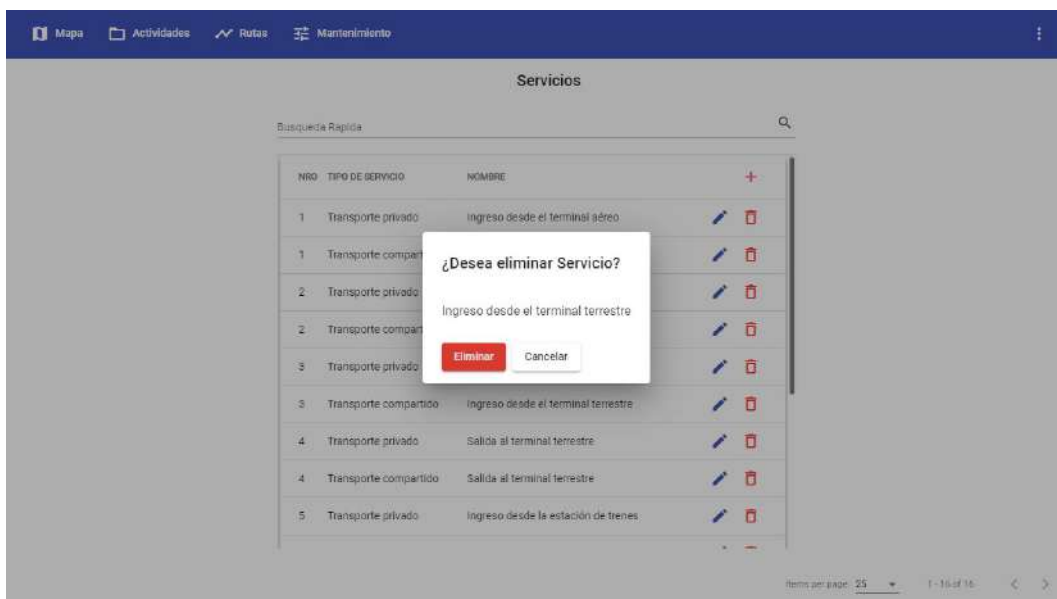 Mapa Actividades Rutas Mantenimiento
Servicios
Busqueda Rapida
NRO TIPO DE SERVICIO NOMBRE
1 Transporte privado Ingreso desde el terminal aéreo
1 Transporte compart
2 Transporte privado
2 Transporte compart
3 Transporte privado
¿Desea eliminar Servicio?
Ingreso desde el terminal terrestre
Eliminar Cancelar
3 Transporte compartido Ingreso desde el terminal terrestre
4 Transporte privado Salida al terminal terrestre
4 Transporte compartido Salida al terminal terrestre
5 Transporte privado Ingreso desde la estación de trenes
Items per page: 25 1 - 16 of 16